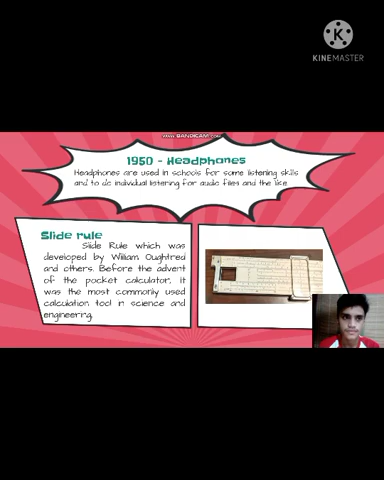 K
KINEMASTER
www.BANDICAM.com
1950 - Headphones
Headphones are used in schools for some listening skills
and to do individual listening for audio files and the like.
Slide rule
Slide Rule which was
developed by William Oughtred
and others. Before the advent
of the pocket calculator, it
was the most commonly used
calculation tool in science and
engineering.